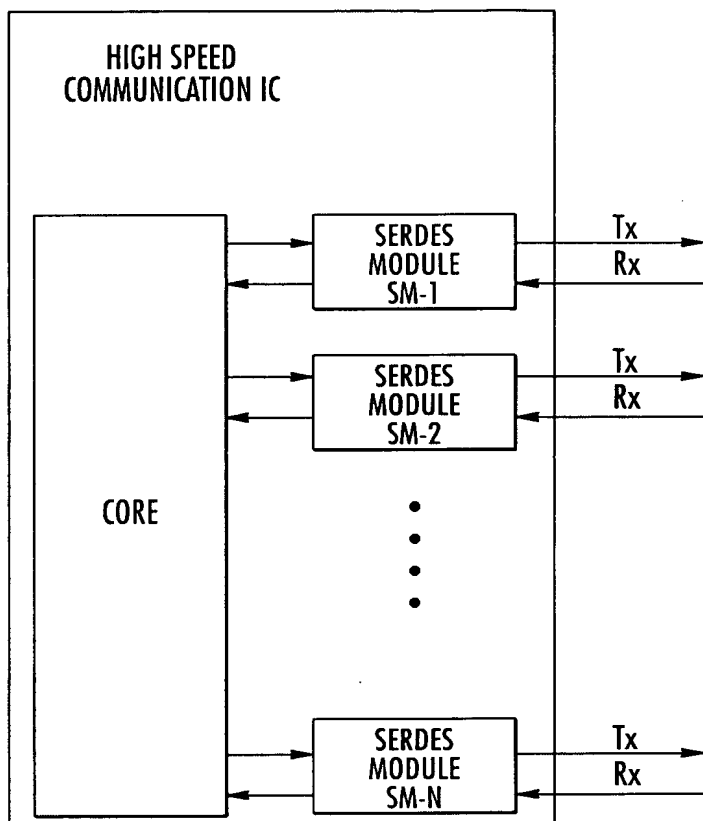 HIGH SPEED
COMMUNICATION IC
CORE
SERDES
MODULE
SM-1
Tx
Rx
SERDES
MODULE
SM-2
Tx
Rx
SERDES
MODULE
SM-N
Tx
Rx